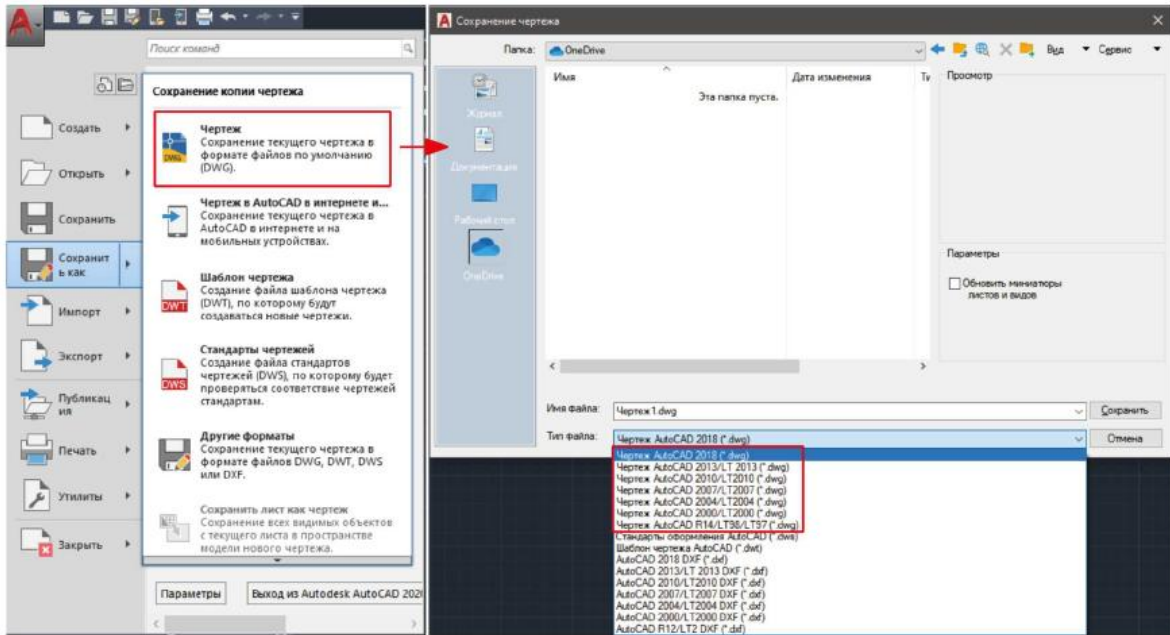 Поиск команд
Сохранение копии чертежа
Создать
Открыть
Сохранить
Сохранит
ь как
Импорт
Экспорт
Публикац
ия
Печать
Утилиты
Закрыть
Чертеж
Сохранение текущего чертежа в
формате файлов по умолчанию
(DWG).
DWG
Чертеж в AutoCAD в интернете и...
Сохранение текущего чертежа в
AutoCAD в интернете и на
мобильных устройствах.
Шаблон чертежа
Создание файла шаблона чертежа
(DWT), по которому будут
создаваться новые чертежи.
DWT
Стандарты чертежей
Создание файла стандартов
чертежей (DWS), по которому будет
проверяться соответствие чертежей
стандартам.
DWS
Другие форматы
Сохранение текущего чертежа в
формате файлов DWG, DWT, DWS
или DXF.
Сохранить лист как чертеж
Сохранение всех видимых объектов
с текущего листа в пространстве
модели нового чертежа.
Параметры
Выход из Autodesk AutoCAD 202
Сохранение чертежа
Папка:
OneDrive
Вид
Сервис
Журнал
Документация
Рабочий стол
OneDrive
Имя
Дата изменения
Ти
Эта папка пуста.
Просмотр
Параметры
Обновить миниатюры
листов и видов
Имя файла:
Чертеж1.dwg
Сохранить
Тип файла:
Чертеж AutoCAD 2018 (*.dwg)
Отмена
Чертеж AutoCAD 2018 (*.dwg)
Чертеж AutoCAD 2013/LT 2013 (*.dwg)
Чертеж AutoCAD 2010/LT2010 (*.dwg)
Чертеж AutoCAD 2007/LT2007 (*.dwg)
Чертеж AutoCAD 2004/LT2004 (*.dwg)
Чертеж AutoCAD 2000/LT2000 (*.dwg)
Чертеж AutoCAD R14/LT98/LT97 (*.dwg)
Стандарты оформления AutoCAD (*.dws)
Шаблон чертежа AutoCAD (*.dwt)
AutoCAD 2018 DXF (*.dxf)
AutoCAD 2013/LT 2013 DXF (*.dxf)
AutoCAD 2010/LT2010 DXF (*.dxf)
AutoCAD 2007/LT2007 DXF (*.dxf)
AutoCAD 2004/LT2004 DXF (*.dxf)
AutoCAD 2000/LT2000 DXF (*.dxf)
AutoCAD R12/LT2 DXF (*.dxf)